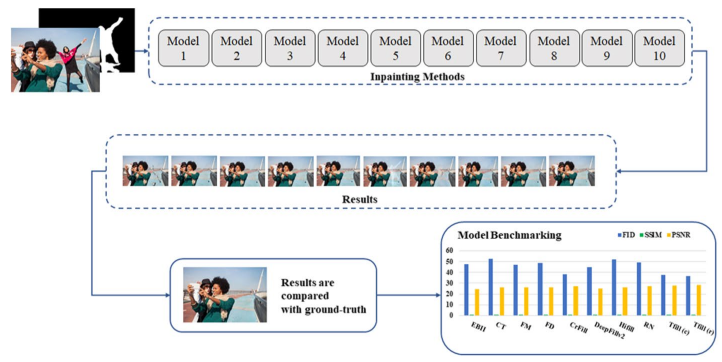 Model 1
Model 2
Model 3
Model 4
Model 5
Model 6
Model 7
Model 8
Model 9
Model 10
Inpainting Methods
Results
Results are
compared
with ground-truth
Model Benchmarking
FID SSIM PSNR
60
50
40
30
20
10
0
EBII CT FM FD CrFill DeepFillv2 Hifill RN Tfill (c) Tfill (r)